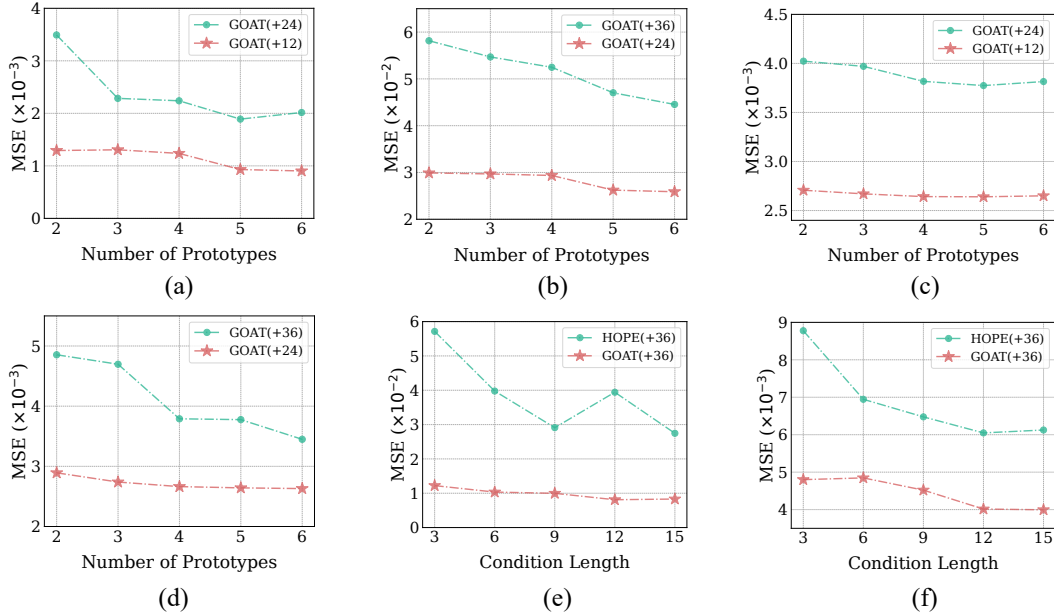 GOAT(+24)
GOAT(+12)
MSE (×10⁻³)
4
3
2
1
0
2 3 4 5 6
Number of Prototypes
(a)
GOAT(+36)
GOAT(+24)
MSE (×10⁻²)
6
5
4
3
2
2 3 4 5 6
Number of Prototypes
(b)
GOAT(+24)
GOAT(+12)
MSE (×10⁻³)
4.5
4.0
3.5
3.0
2.5
2 3 4 5 6
Number of Prototypes
(c)
GOAT(+36)
GOAT(+24)
MSE (×10⁻³)
5
4
3
2
2 3 4 5 6
Number of Prototypes
(d)
HOPE(+36)
GOAT(+36)
MSE (×10⁻²)
6
5
4
3
2
1
0
3 6 9 12 15
Condition Length
(e)
HOPE(+36)
GOAT(+36)
MSE (×10⁻³)
9
8
7
6
5
4
3 6 9 12 15
Condition Length
(f)